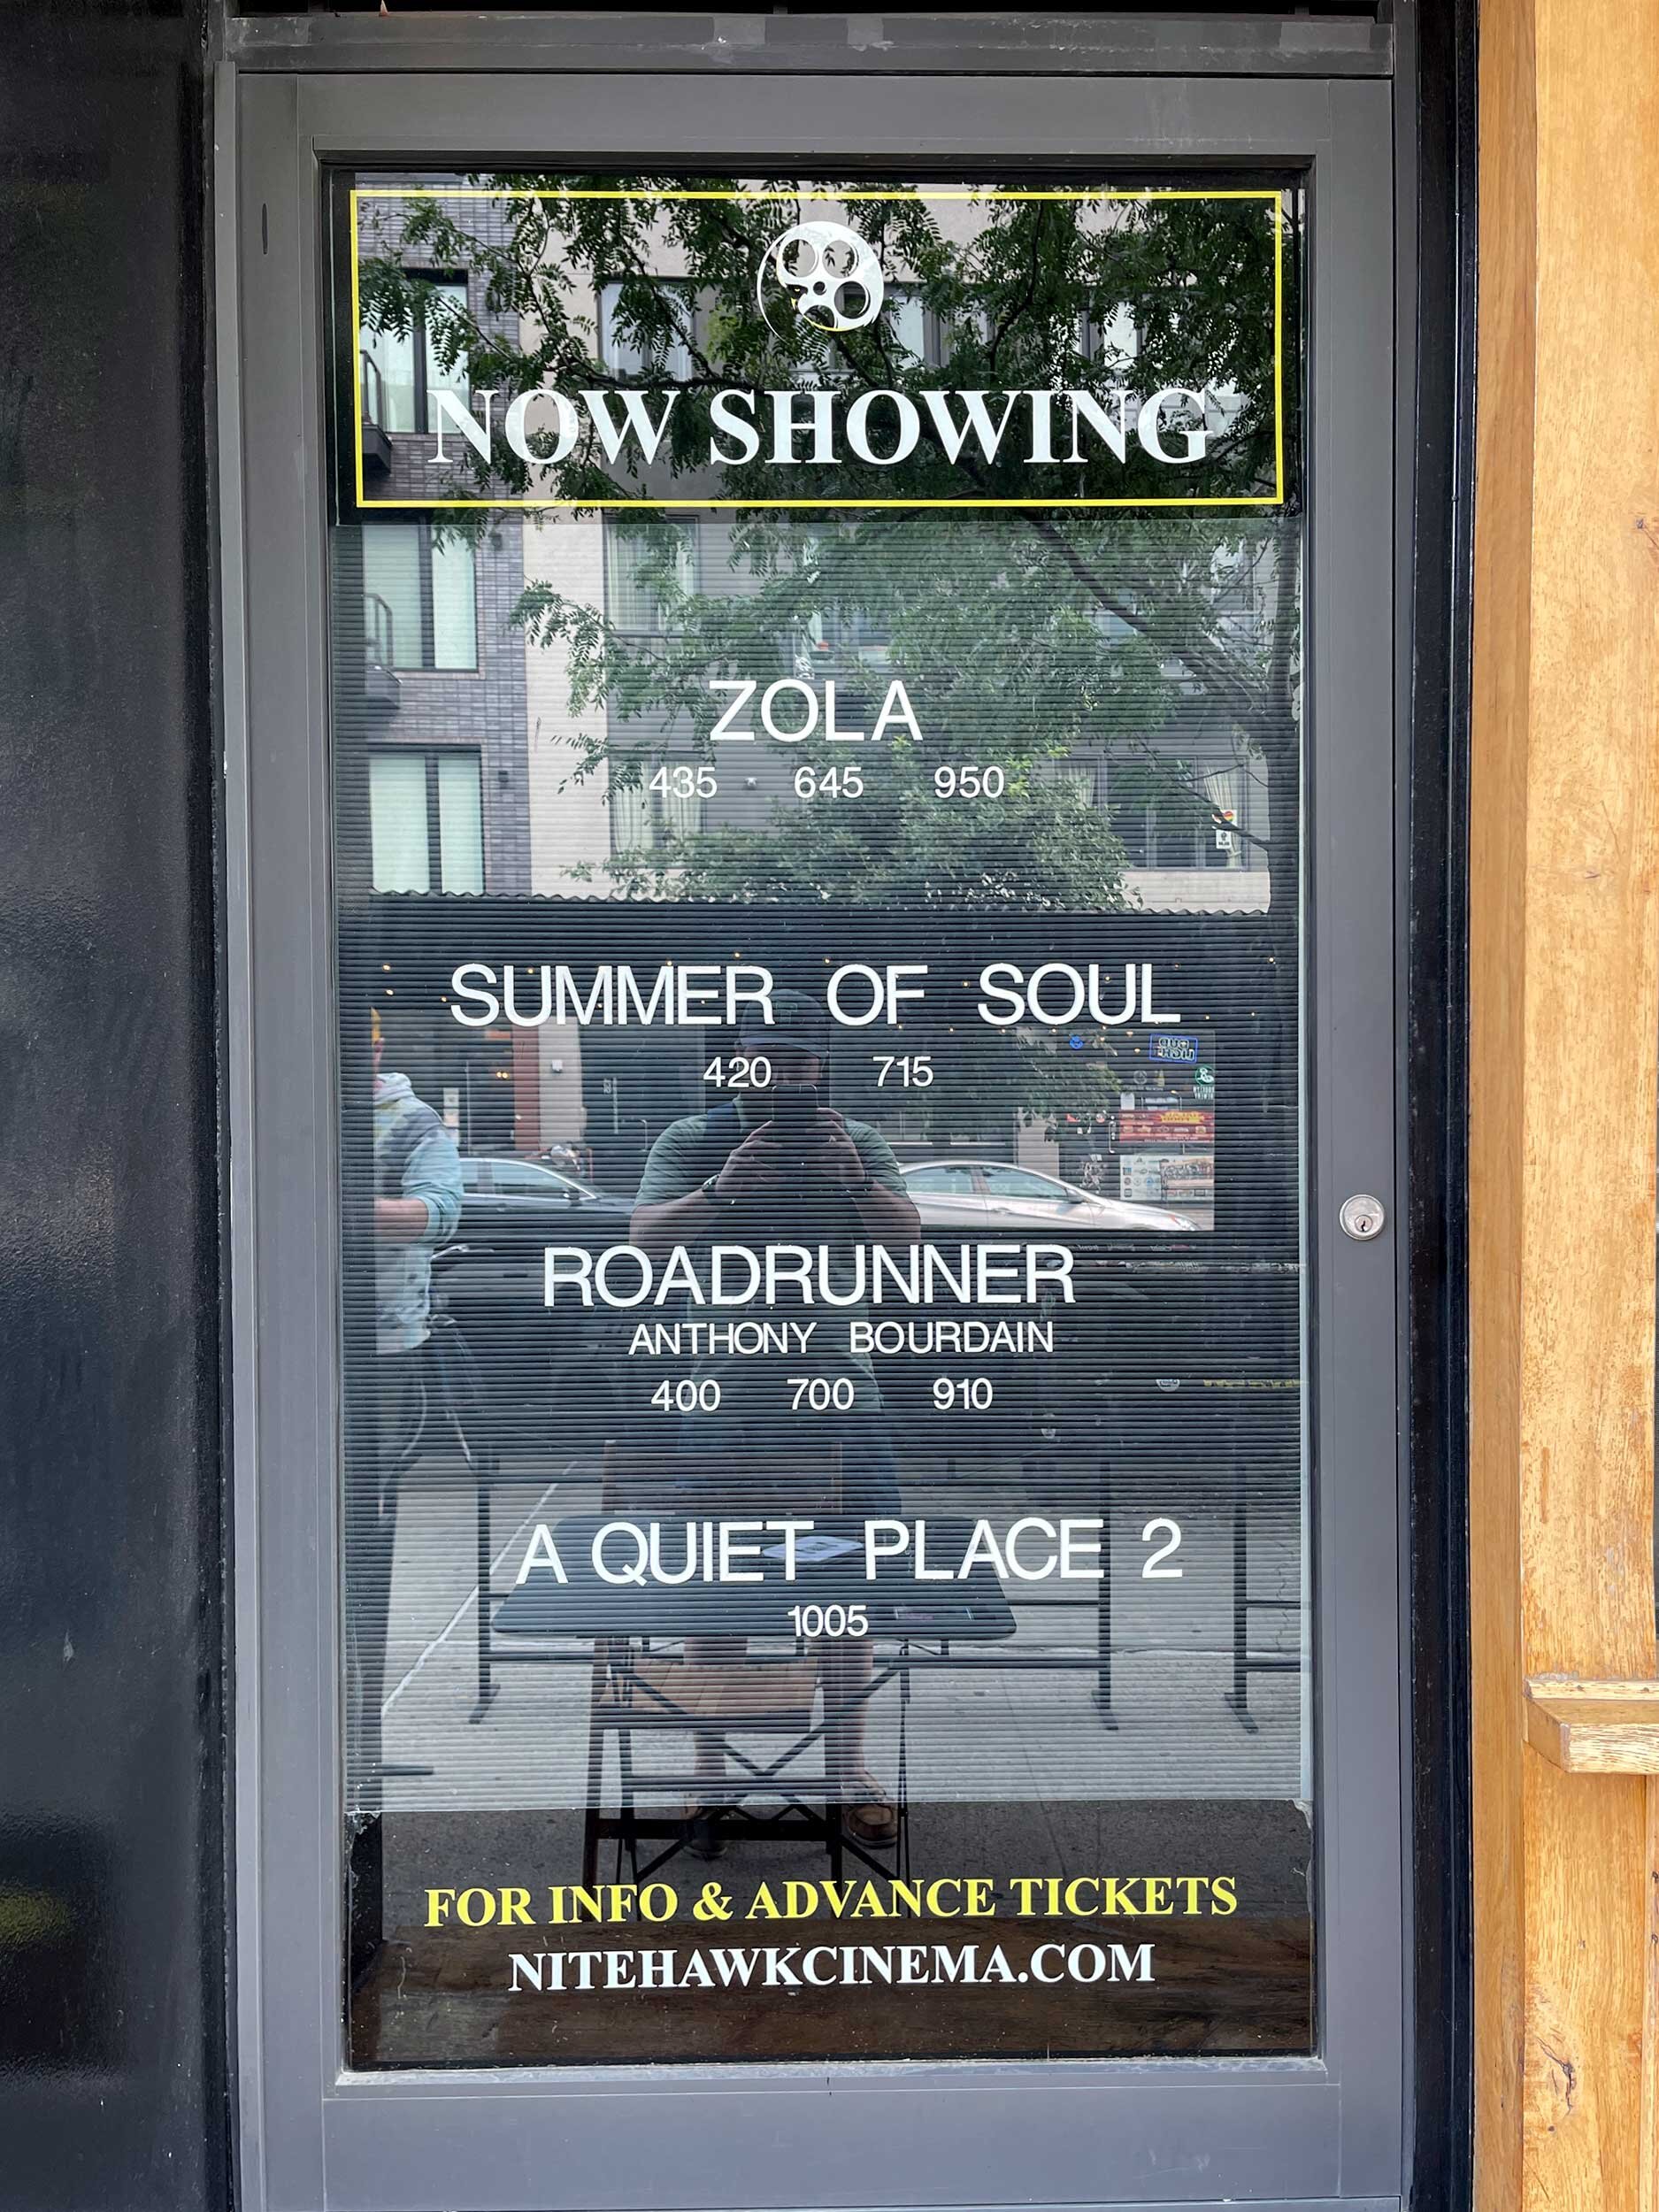 NOW SHOWING
ZOLA
435 645 950
SUMMER OF SOUL
420 715
ROADRUNNER
ANTHONY BOURDAIN
400 700 910
A QUIET PLACE 2
1005
FOR INFO & ADVANCE TICKETS
NITEHAWKCINEMA.COM